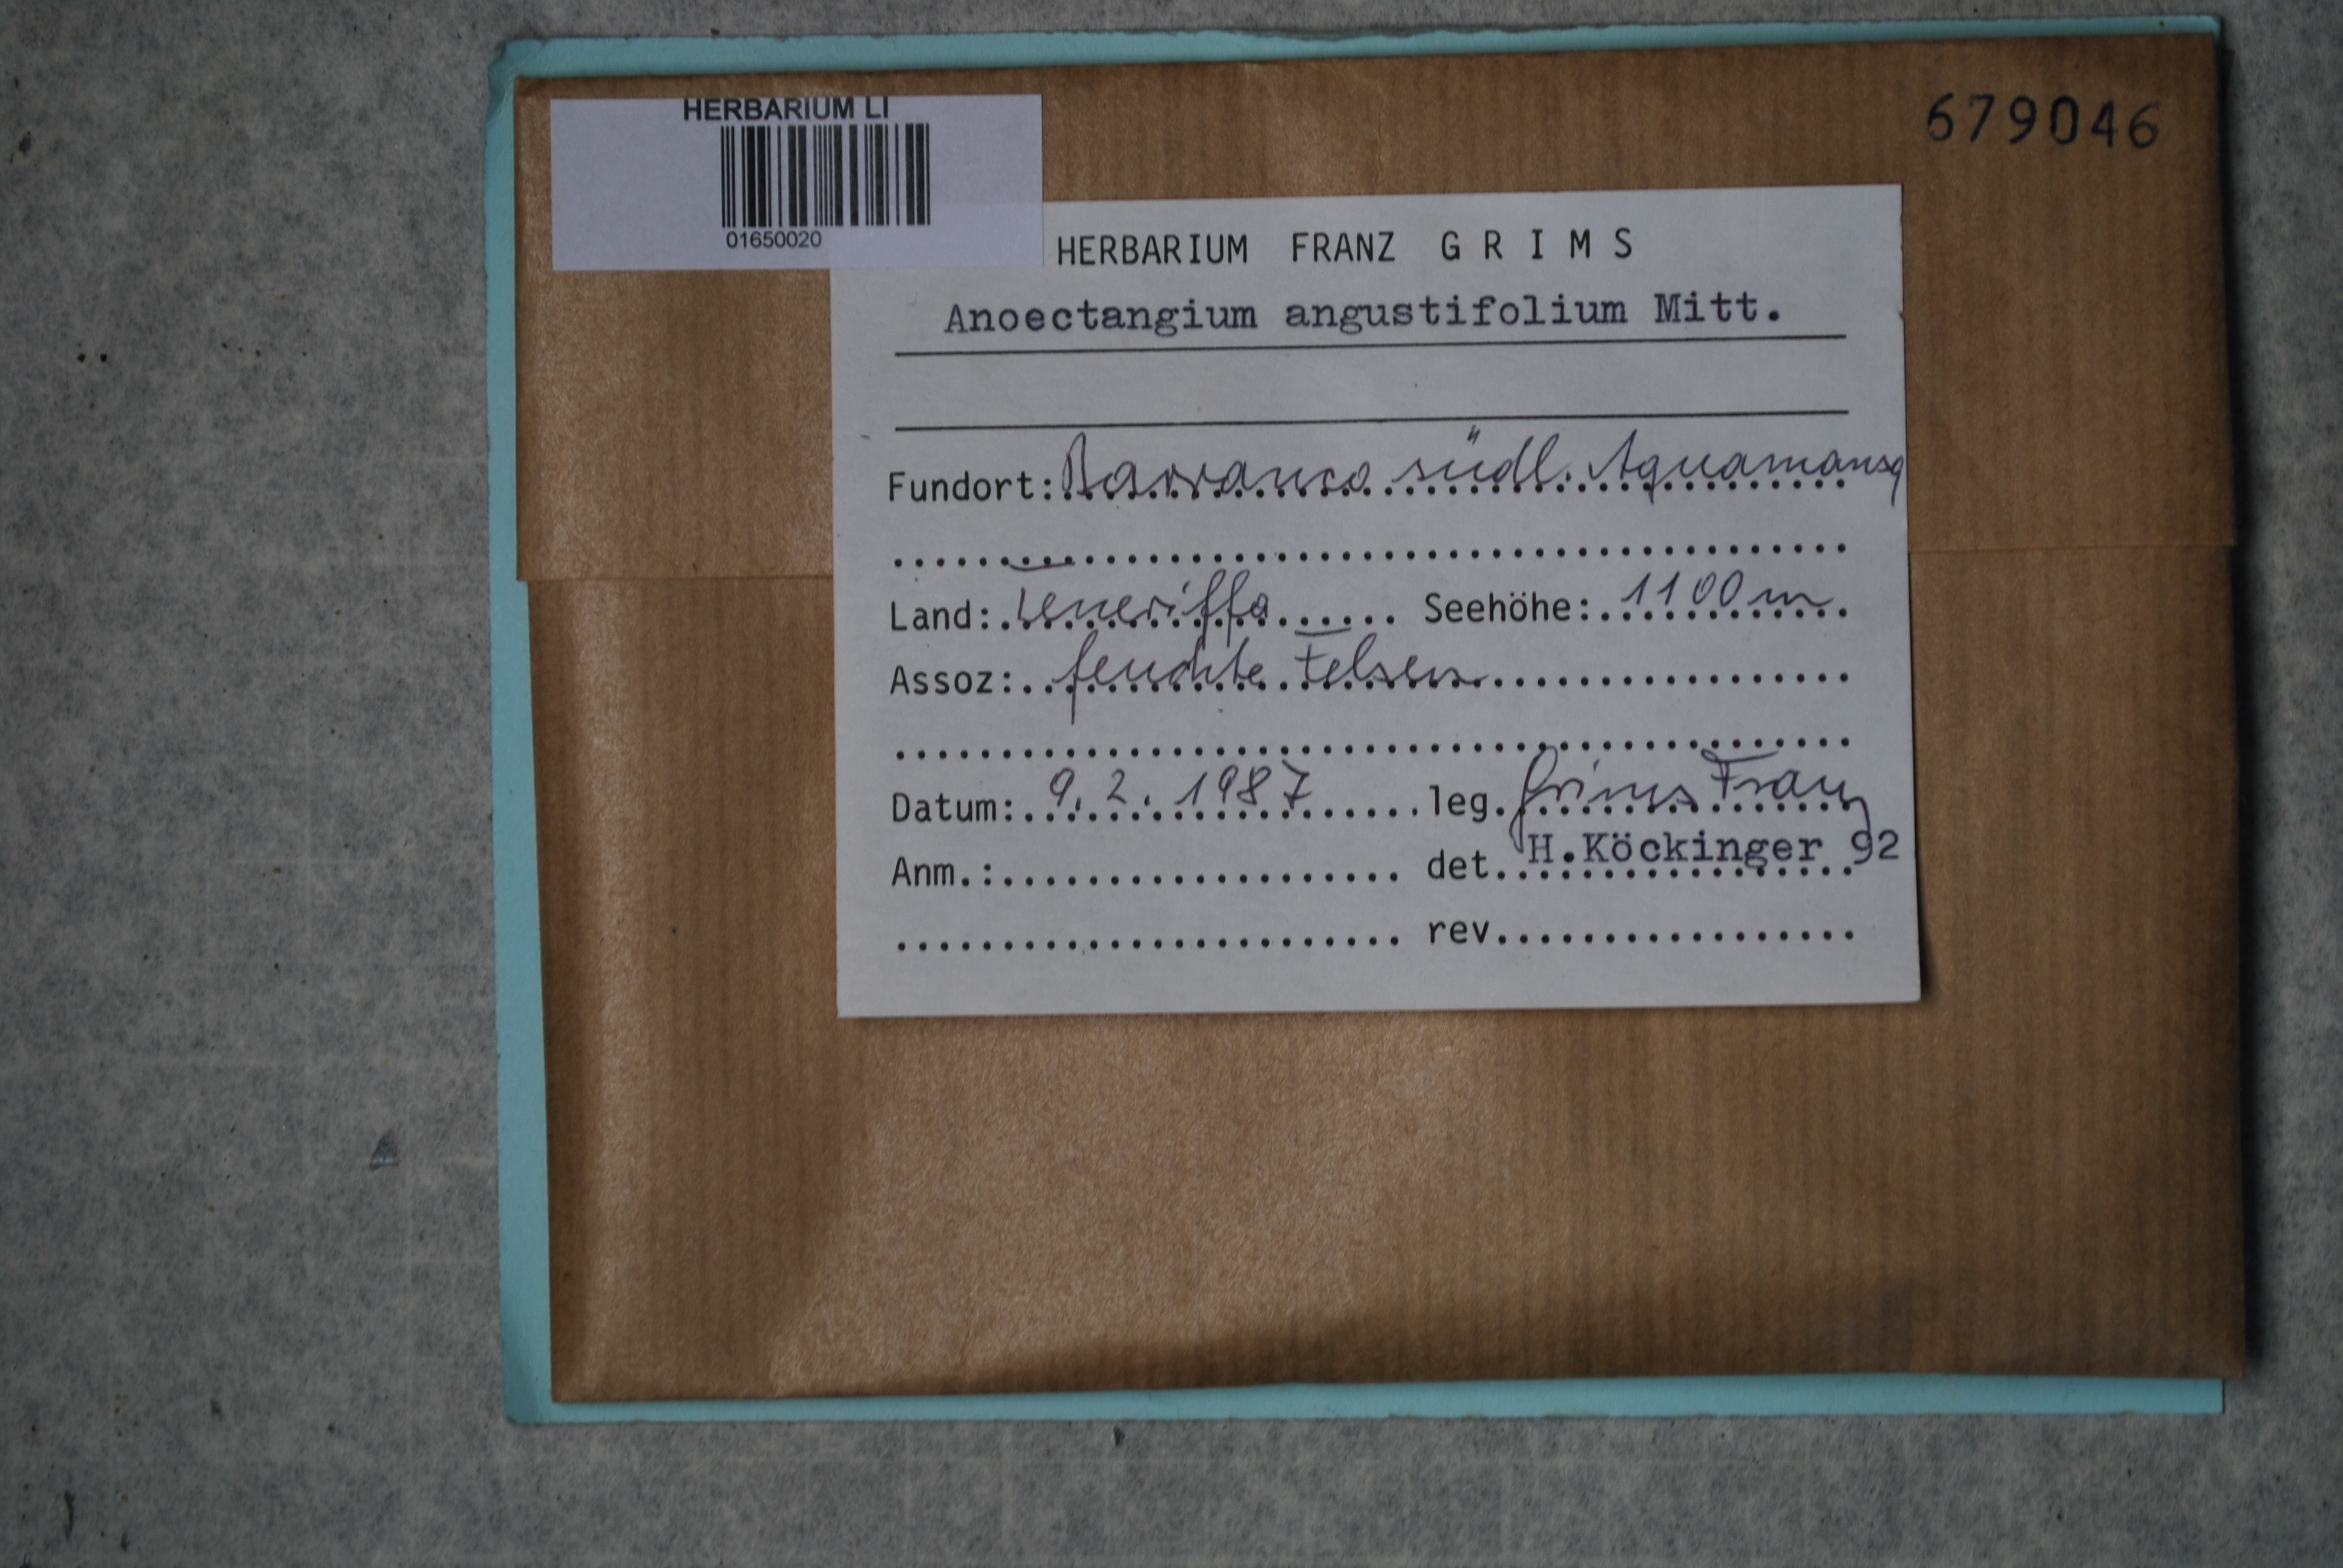 HERBARIUM LI
01650020
679046
HERBARIUM FRANZ GRIMS
Anoectangium angustifolium Mitt.
Fundort: Barranco südl. Aquamansa
Land: Teneriffa Seehöhe: 1100 m
Assoz: feuchte Felsen
Datum: 9.2.1987 leg. Grims Franz
Anm.: det. H.Köckinger 92
rev.